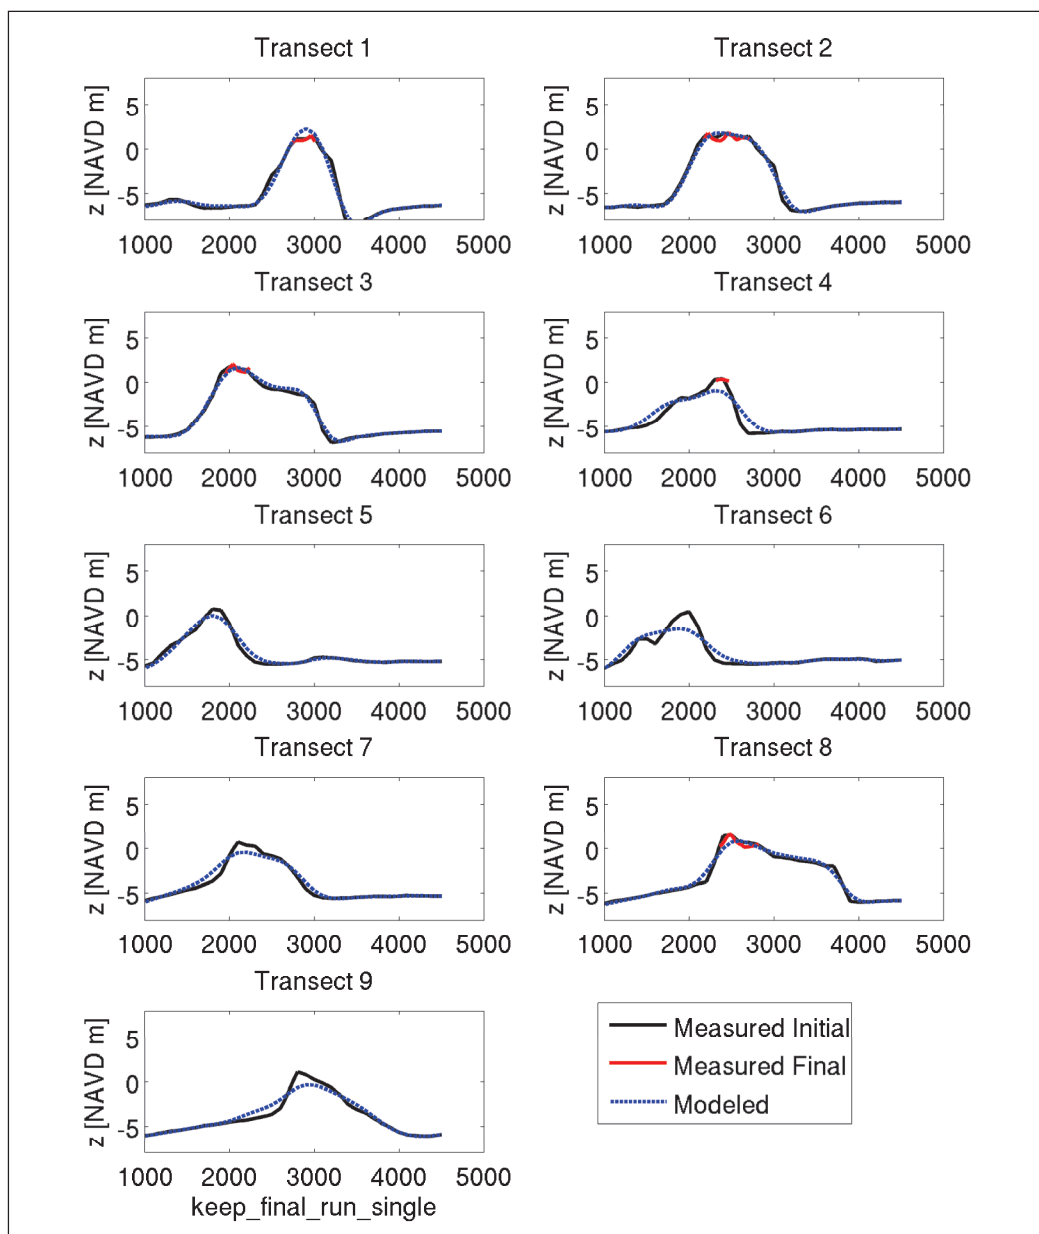 Transect 1
Transect 2
z [NAVD m]
5
0
-5
1000 2000 3000 4000 5000
z [NAVD m]
5
0
-5
1000 2000 3000 4000 5000
Transect 3
Transect 4
z [NAVD m]
5
0
-5
1000 2000 3000 4000 5000
z [NAVD m]
5
0
-5
1000 2000 3000 4000 5000
Transect 5
Transect 6
z [NAVD m]
5
0
-5
1000 2000 3000 4000 5000
z [NAVD m]
5
0
-5
1000 2000 3000 4000 5000
Transect 7
Transect 8
z [NAVD m]
5
0
-5
1000 2000 3000 4000 5000
z [NAVD m]
5
0
-5
1000 2000 3000 4000 5000
Transect 9
z [NAVD m]
5
0
-5
1000 2000 3000 4000 5000
keep_final_run_single
Measured Initial
Measured Final
Modeled